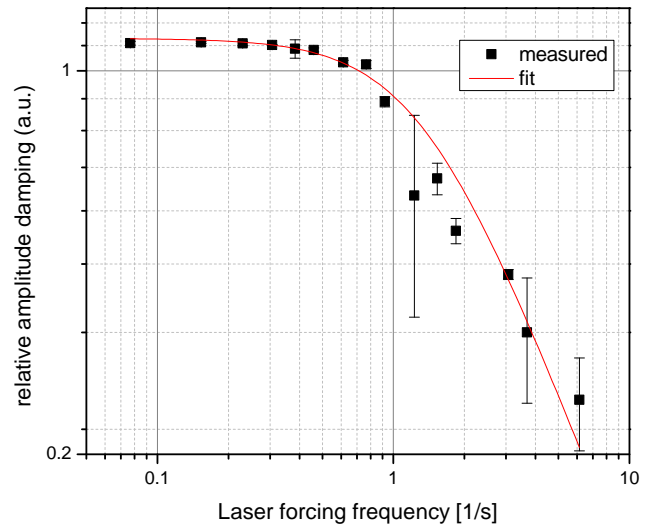 relative amplitude damping (a.u.)
1
0.2
measured
fit
0.1
1
10
Laser forcing frequency [1/s]